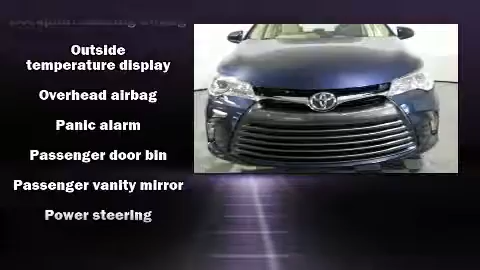 Outside
temperature display
Overhead airbag
Panic alarm
Passenger door bin
Passenger vanity mirror
Power steering